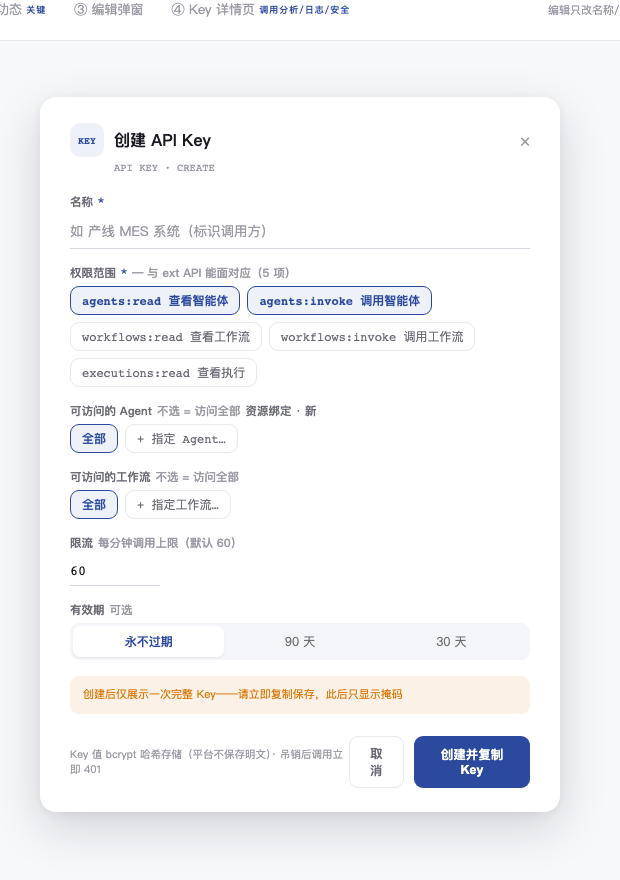 功动态 关键 ③ 编辑弹窗 ④ Key 详情页 调用分析/日志/安全 编辑只改名称/
KEY 创建 API Key ×
API KEY · CREATE
名称 *
如 产线 MES 系统（标识调用方）
权限范围 * — 与 ext API 能面对应（5 项）
agents:read 查看智能体 agents:invoke 调用智能体
workflows:read 查看工作流 workflows:invoke 调用工作流
executions:read 查看执行
可访问的 Agent 不选 = 访问全部 资源绑定 · 新
全部 + 指定 Agent…
可访问的工作流 不选 = 访问全部
全部 + 指定工作流…
限流 每分钟调用上限（默认 60）
60
有效期 可选
永不过期 90 天 30 天
创建后仅展示一次完整 Key——请立即复制保存，此后只显示掩码
Key 值 bcrypt 哈希存储（平台不保存明文）· 吊销后调用立
即 401
取
消
创建并复制
Key